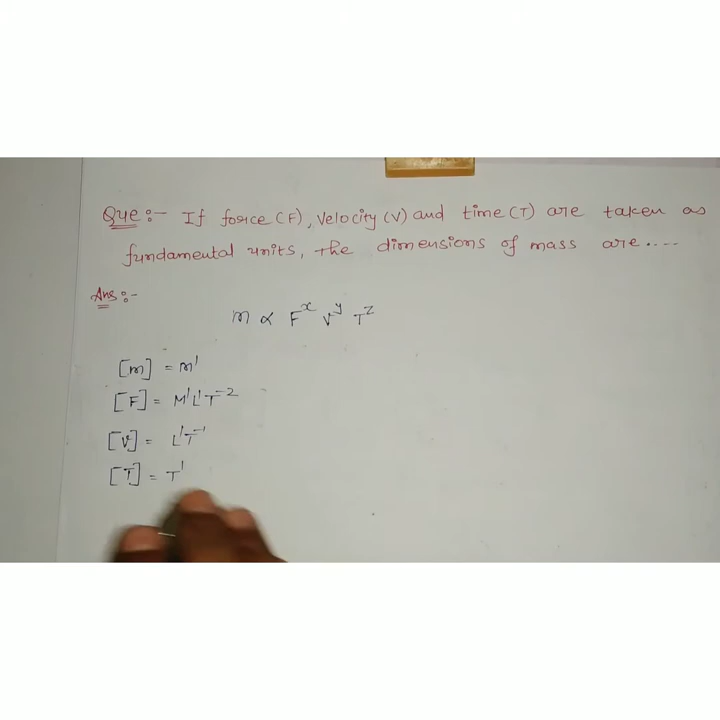 Que:- If force (F), Velocity (V) and time (T) are taken as
fundamental units, the dimensions of mass are....
Ans:-
m ∝ F^x V^y T^z
[m] = M¹
[F] = M¹L¹T⁻²
[V] = L¹T⁻¹
[T] = T¹